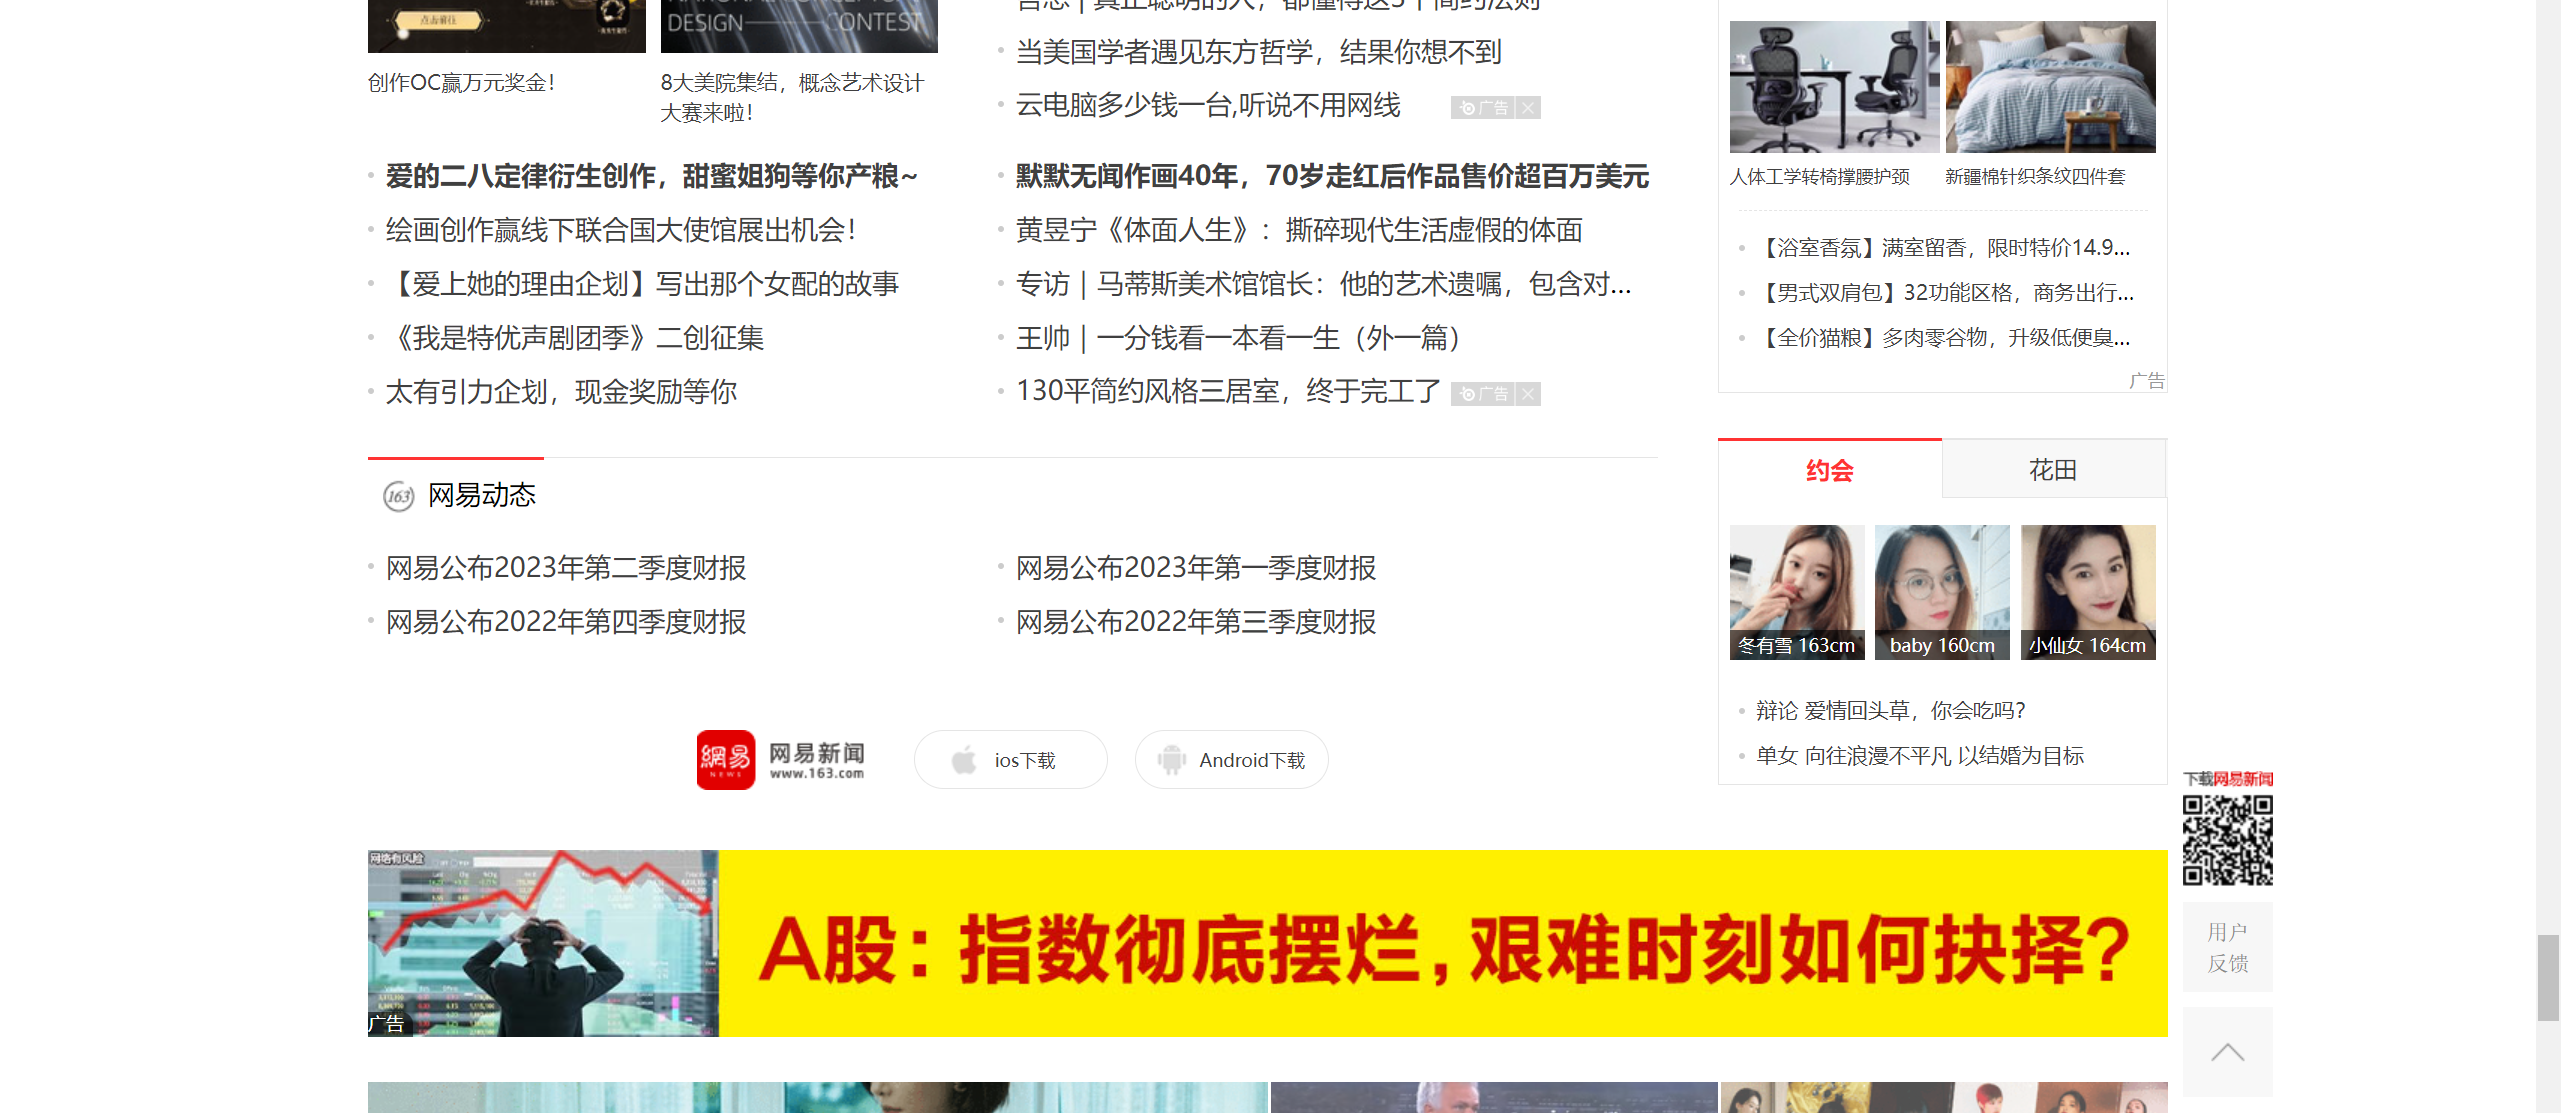 点击前往
NATIONAL CONCEPT
DESIGN——CONTEST
创作OC赢万元奖金！
8大美院集结，概念艺术设计
大赛来啦！
爱的二八定律衍生创作，甜蜜姐狗等你产粮~
绘画创作赢线下联合国大使馆展出机会！
【爱上她的理由企划】写出那个女配的故事
《我是特优声剧团季》二创征集
太有引力企划，现金奖励等你
当美国学者遇见东方哲学，结果你想不到
云电脑多少钱一台,听说不用网线
广告
默默无闻作画40年，70岁走红后作品售价超百万美元
黄昱宁《体面人生》：撕碎现代生活虚假的体面
专访｜马蒂斯美术馆馆长：他的艺术遗嘱，包含对...
王帅｜一分钱看一本看一生（外一篇）
130平简约风格三居室，终于完工了
广告
人体工学转椅撑腰护颈
新疆棉针织条纹四件套
【浴室香氛】满室留香，限时特价14.9...
【男式双肩包】32功能区格，商务出行...
【全价猫粮】多肉零谷物，升级低便臭...
广告
163 网易动态
网易公布2023年第二季度财报
网易公布2023年第一季度财报
网易公布2022年第四季度财报
网易公布2022年第三季度财报
约会
花田
冬有雪 163cm
baby 160cm
小仙女 164cm
辩论 爱情回头草，你会吃吗?
单女 向往浪漫不平凡 以结婚为目标
網易
NEWS
网易新闻
www.163.com
ios下载
Android下载
下载网易新闻
用户
反馈
网络有风险
A股：指数彻底摆烂，艰难时刻如何抉择？
广告